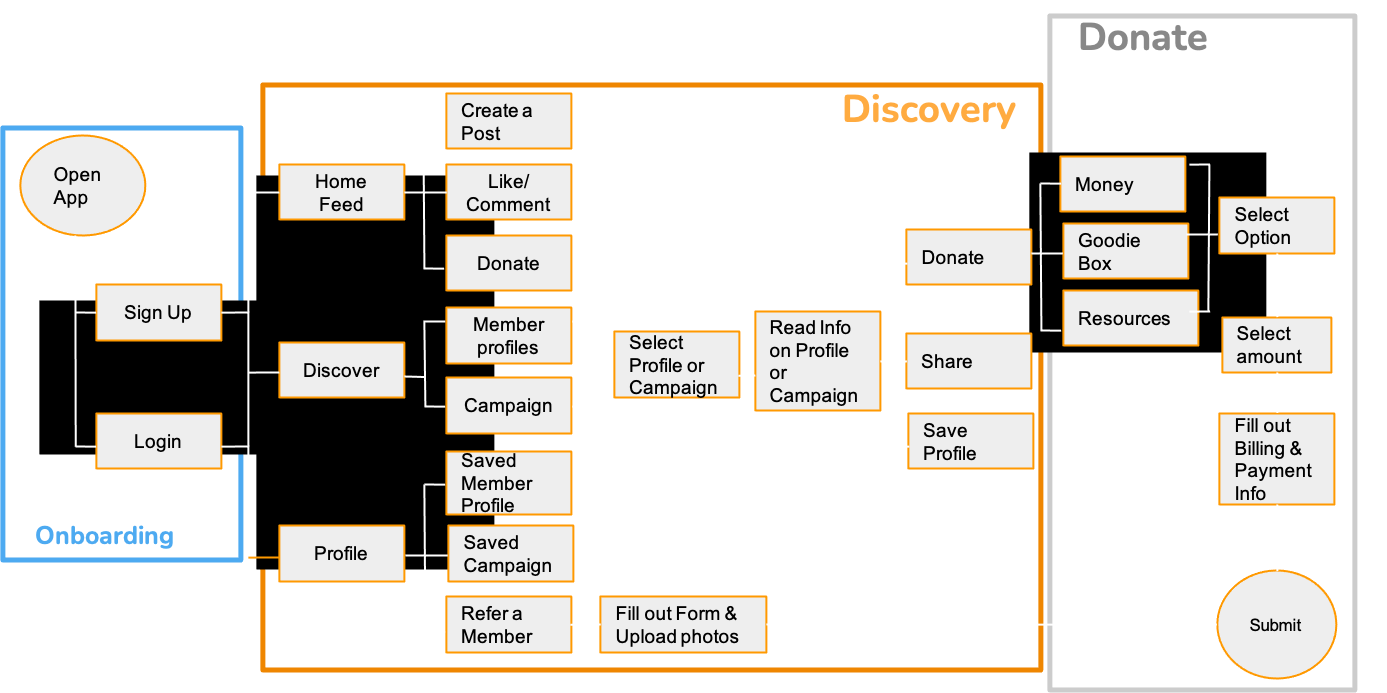 Donate
Discovery
Onboarding
Open
App
Sign Up
Login
Home
Feed
Discover
Profile
Create a
Post
Like/
Comment
Donate
Member
profiles
Campaign
Saved
Member
Profile
Saved
Campaign
Refer a
Member
Fill out Form &
Upload photos
Select
Profile or
Campaign
Read Info
on Profile
or
Campaign
Donate
Share
Save
Profile
Money
Goodie
Box
Resources
Select
Option
Select
amount
Fill out
Billing &
Payment
Info
Submit